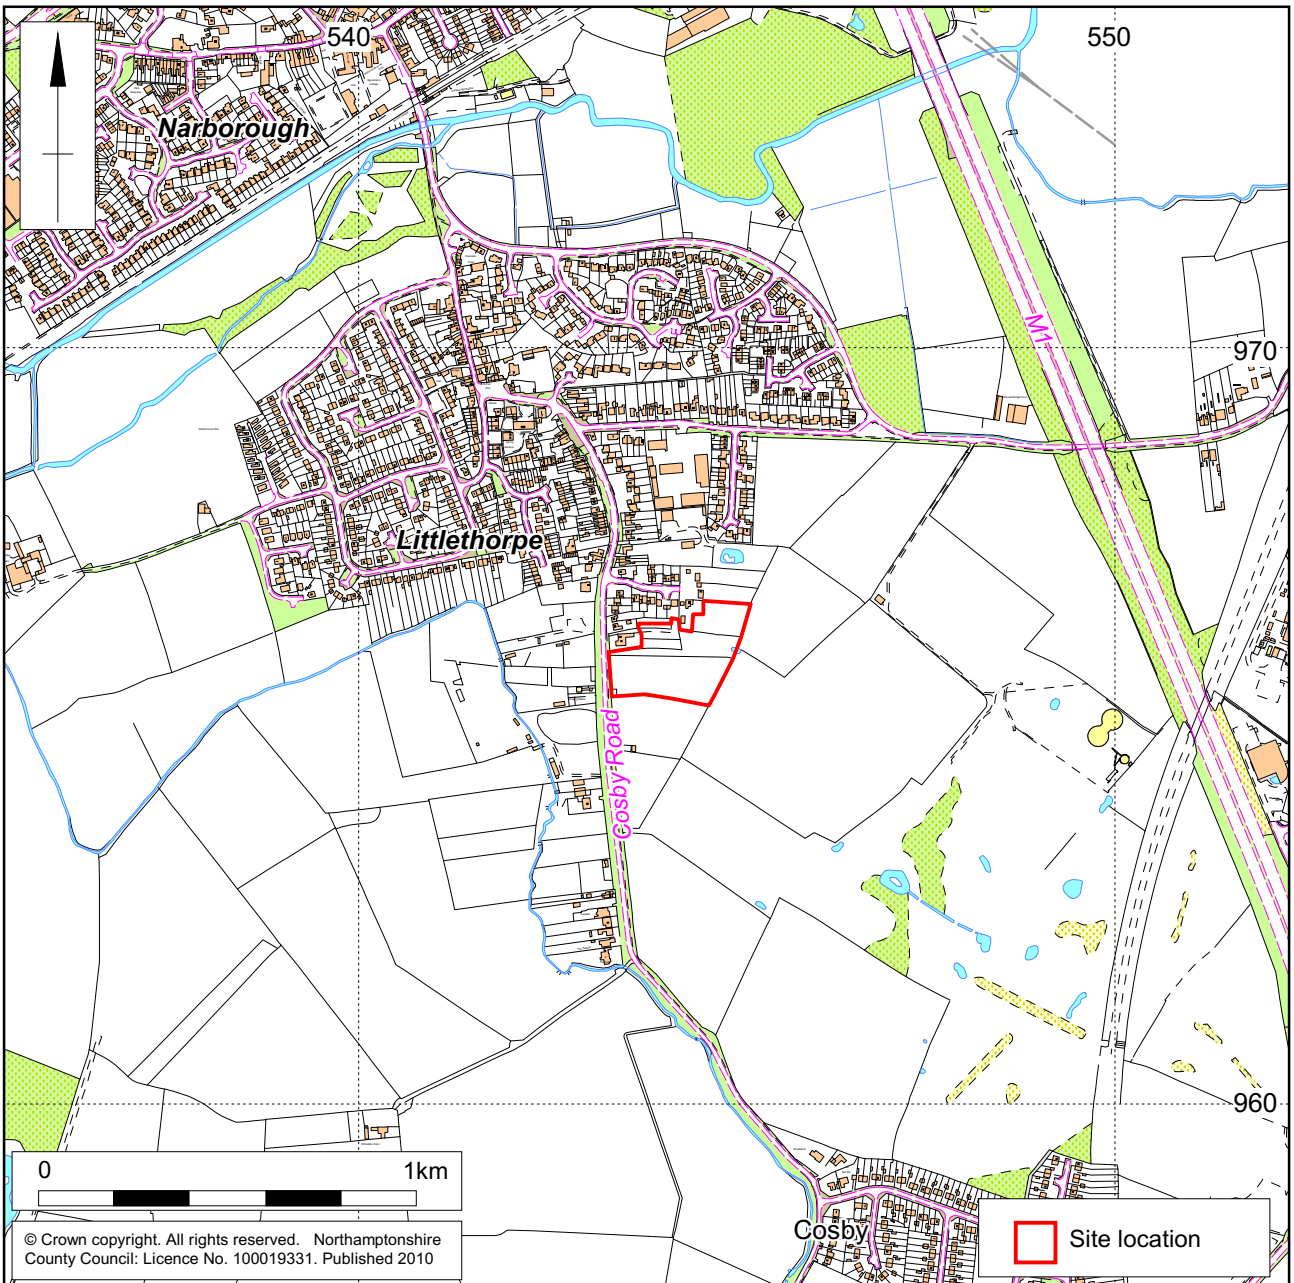 540
550
Narborough
M1
970
Littlethorpe
Cosby Road
960
0 1km
© Crown copyright. All rights reserved. Northamptonshire
County Council: Licence No. 100019331. Published 2010
Cosby
Site location